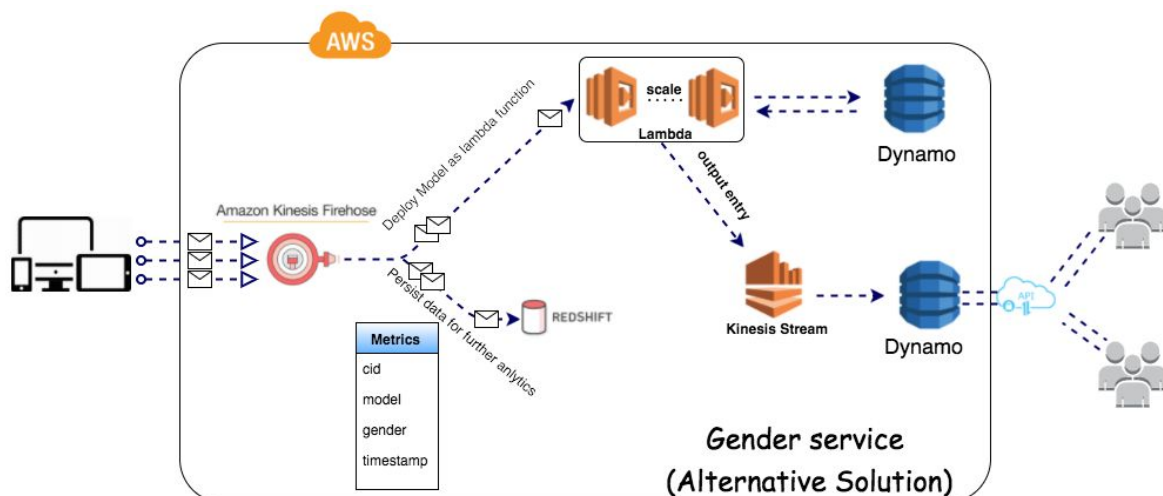 AWS
Deploy Model as lambda function
scale
.....
Lambda
Dynamo
output entry
Amazon Kinesis Firehose
Persist data for further anlytics
REDSHIFT
Kinesis Stream
Dynamo
API
Metrics
cid
model
gender
timestamp
Gender service
(Alternative Solution)